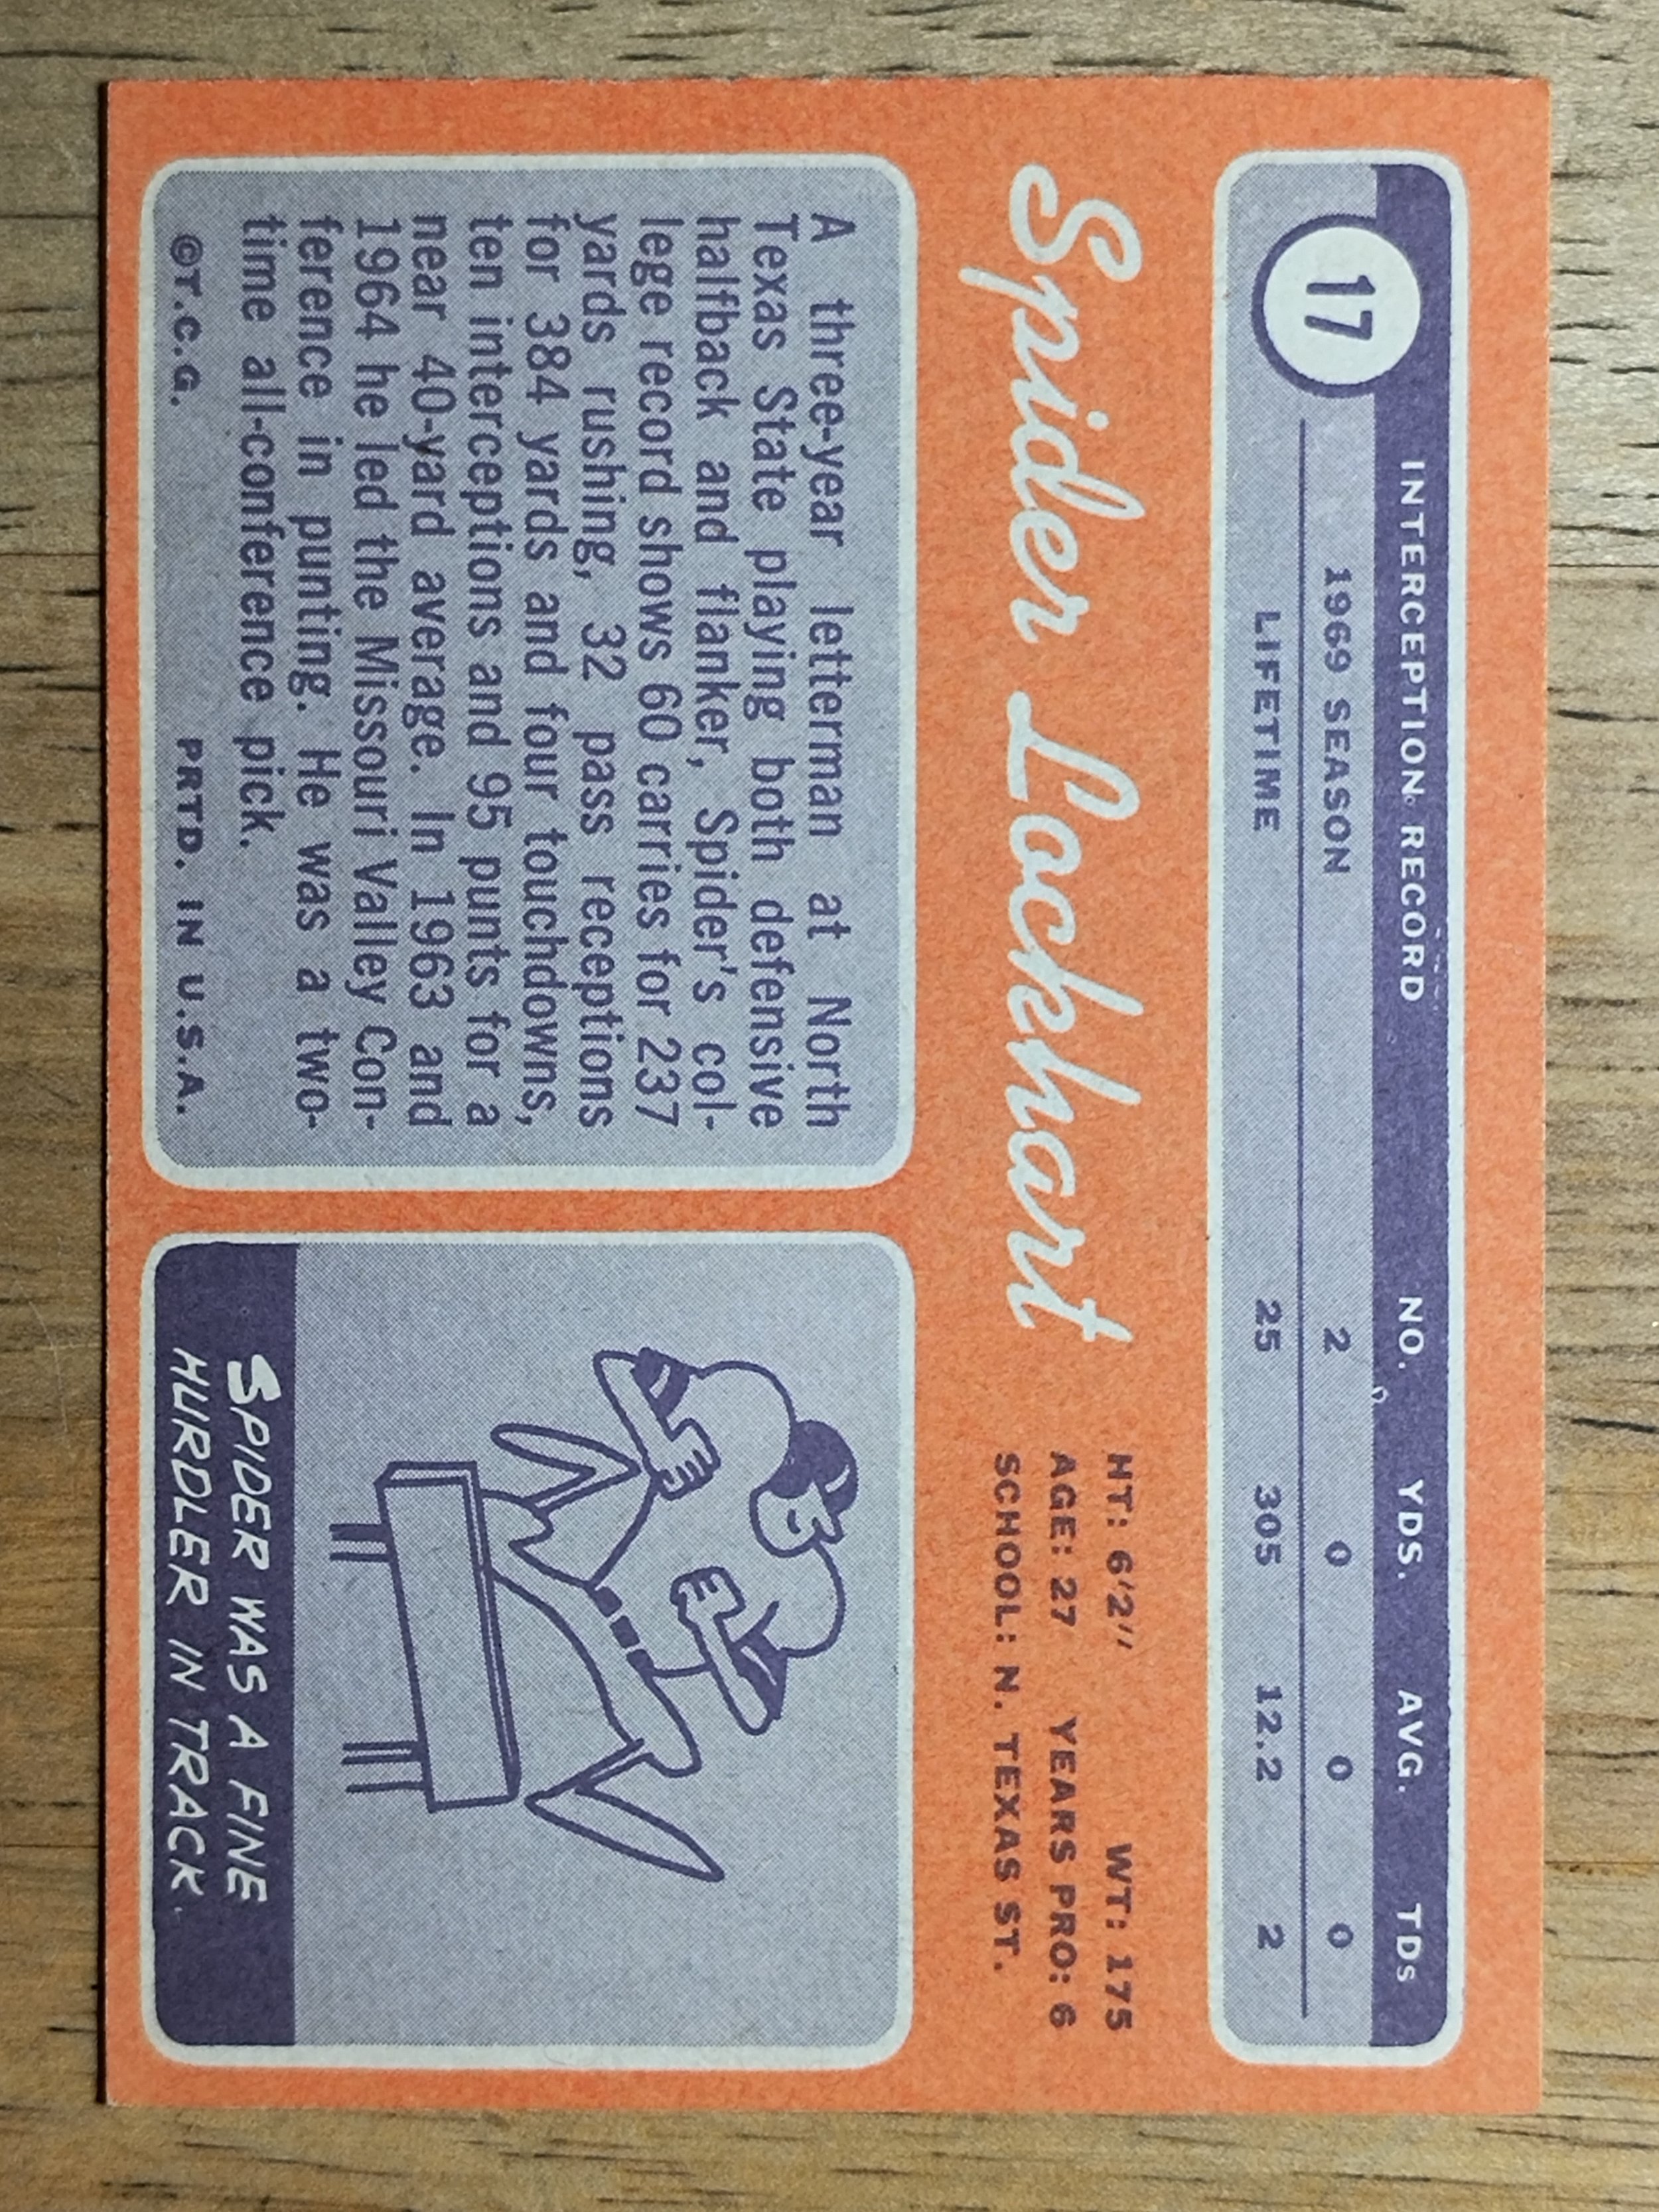 17
INTERCEPTION RECORD NO. YDS. AVG. TDs
1969 SEASON 2 0 0 0
LIFETIME 25 305 12.2 2
Spider Lockhart
HT: 6'2" WT: 175
AGE: 27 YEARS PRO: 6
SCHOOL: N. TEXAS ST.
A three-year letterman at North
Texas State playing both defensive
halfback and flanker, Spider's col-
lege record shows 60 carries for 237
yards rushing, 32 pass receptions
for 384 yards and four touchdowns,
ten interceptions and 95 punts for a
near 40-yard average. In 1963 and
1964 he led the Missouri Valley Con-
ference in punting. He was a two-
time all-conference pick.
©T.C.G. PRTD. IN U.S.A.
SPIDER WAS A FINE
HURDLER IN TRACK.